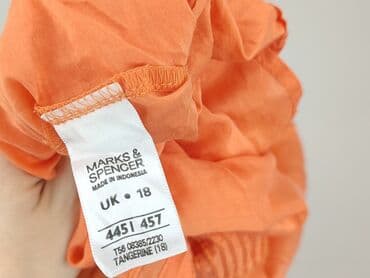 MARKS &
SPENCER
MADE IN INDONESIA
UK • 18
4451 457
T56 08385/2230
TANGERINE (18)